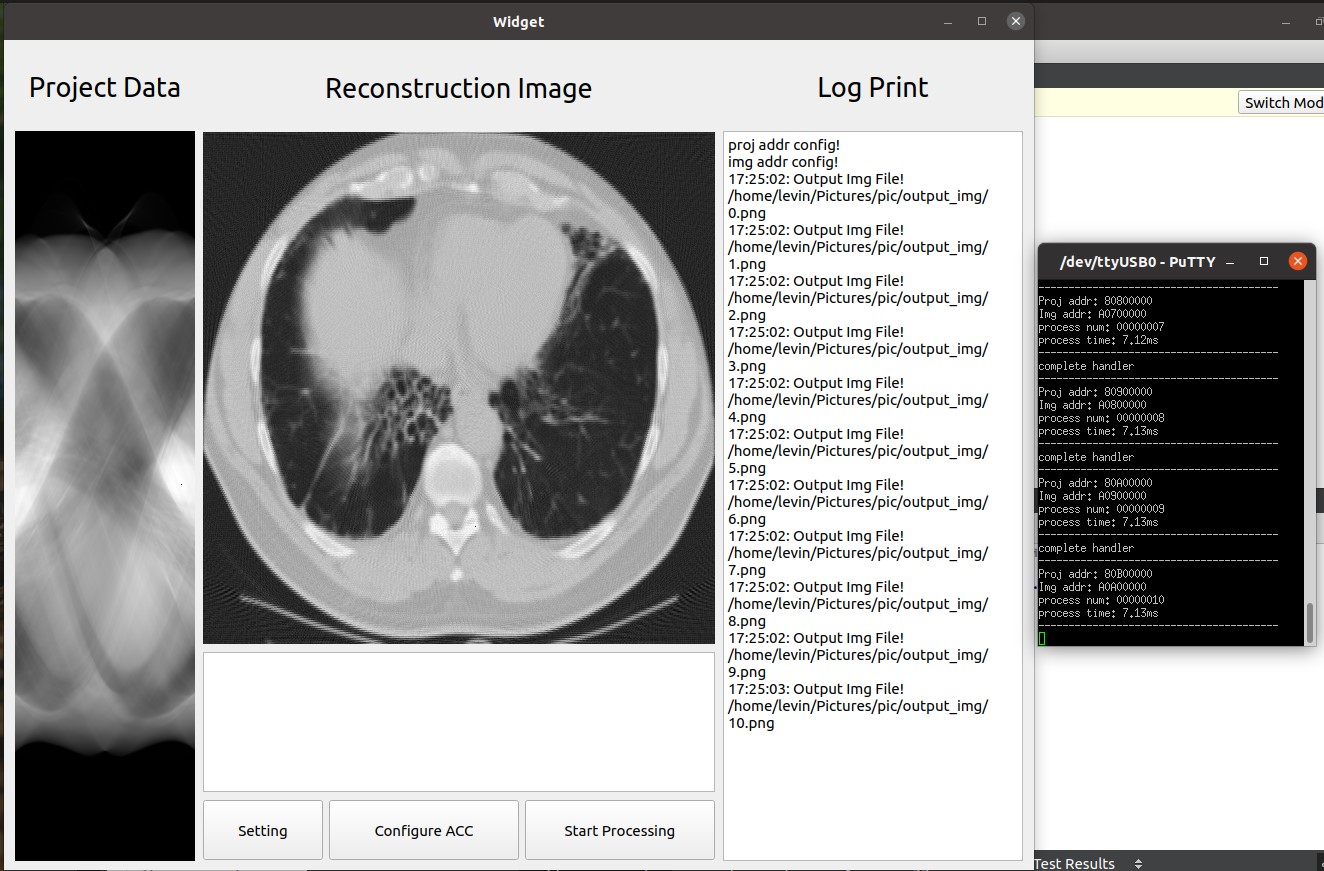 Widget
Project Data
Reconstruction Image
Log Print
proj addr config!
img addr config!
17:25:02: Output Img File!
/home/levin/Pictures/pic/output_img/
0.png
17:25:02: Output Img File!
/home/levin/Pictures/pic/output_img/
1.png
17:25:02: Output Img File!
/home/levin/Pictures/pic/output_img/
2.png
17:25:02: Output Img File!
/home/levin/Pictures/pic/output_img/
3.png
17:25:02: Output Img File!
/home/levin/Pictures/pic/output_img/
4.png
17:25:02: Output Img File!
/home/levin/Pictures/pic/output_img/
5.png
17:25:02: Output Img File!
/home/levin/Pictures/pic/output_img/
6.png
17:25:02: Output Img File!
/home/levin/Pictures/pic/output_img/
7.png
17:25:02: Output Img File!
/home/levin/Pictures/pic/output_img/
8.png
17:25:02: Output Img File!
/home/levin/Pictures/pic/output_img/
9.png
17:25:03: Output Img File!
/home/levin/Pictures/pic/output_img/
10.png
Setting
Configure ACC
Start Processing
Switch Mod
/dev/ttyUSB0 - PuTTY
Proj addr: 80800000
Img addr: A0700000
process num: 00000007
process time: 7.12ms
complete handler
Proj addr: 80900000
Img addr: A0800000
process num: 00000008
process time: 7.13ms
complete handler
Proj addr: 80A00000
Img addr: A0900000
process num: 00000009
process time: 7.13ms
complete handler
Proj addr: 80B00000
Img addr: A0A00000
process num: 00000010
process time: 7.13ms
Test Results